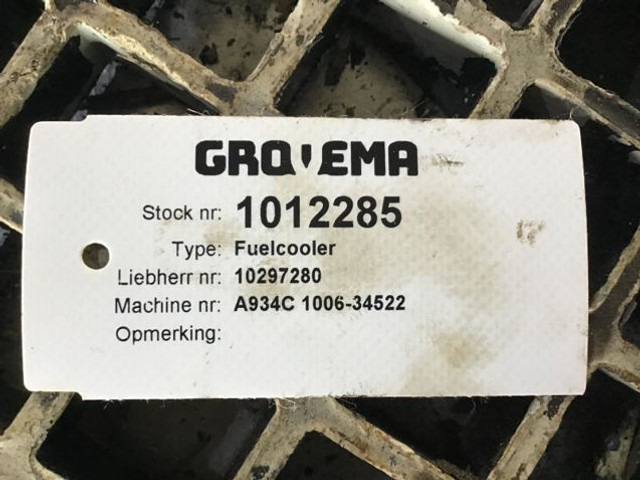 GROVEMA
Stock nr: 1012285
Type: Fuelcooler
Liebherr nr: 10297280
Machine nr: A934C 1006-34522
Opmerking: